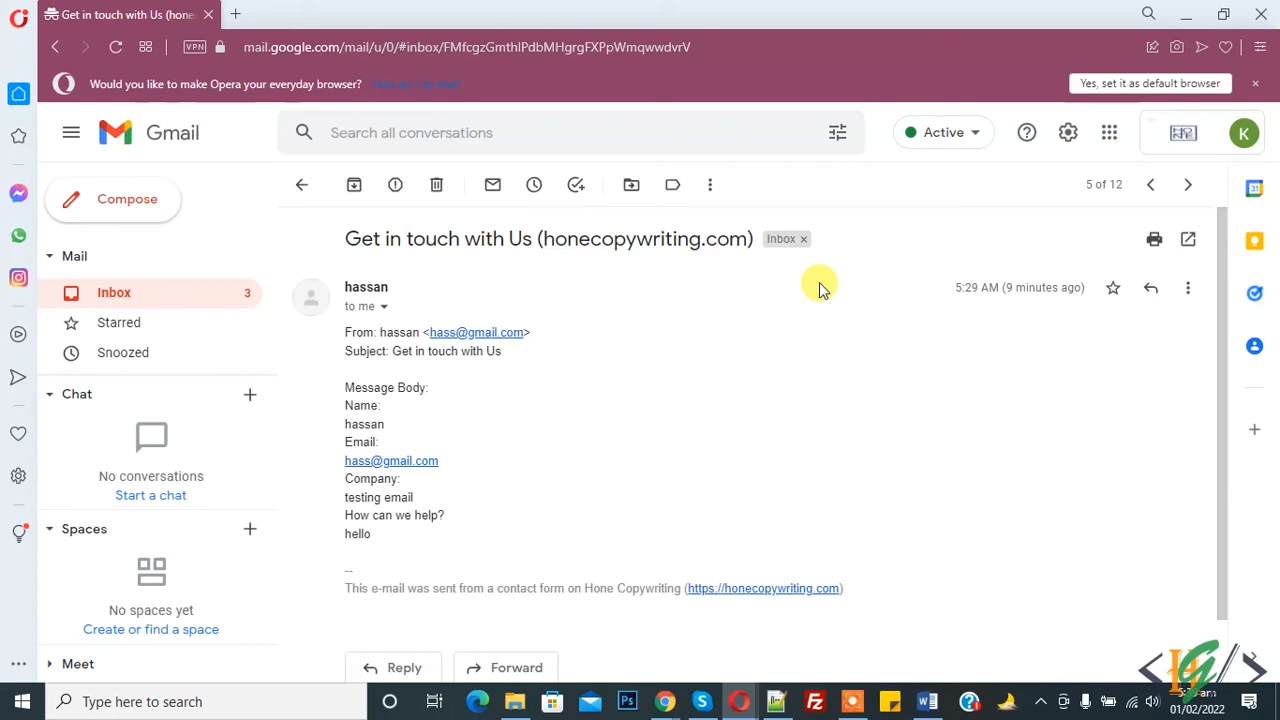 Get in touch with Us (hone
mail.google.com/mail/u/0/#inbox/FMfcgzGmthlPdbMHgrgFXPpWmqwwdvrV
VPN
Would you like to make Opera your everyday browser?
Yes, set it as default browser
Gmail
Search all conversations
Active
K
Compose
5 of 12
31
Mail
Get in touch with Us (honecopywriting.com)
Inbox
Inbox
3
hassan
5:29 AM (9 minutes ago)
to me
Starred
From: hassan <hass@gmail.com>
Subject: Get in touch with Us
Snoozed
Message Body:
Name:
hassan
Email:
hass@gmail.com
Company:
testing email
How can we help?
hello
--
This e-mail was sent from a contact form on Hone Copywriting (https://honecopywriting.com)
Chat
No conversations
Start a chat
Spaces
No spaces yet
Create or find a space
Meet
Reply
Forward
Type here to search
Ps
01/02/2022